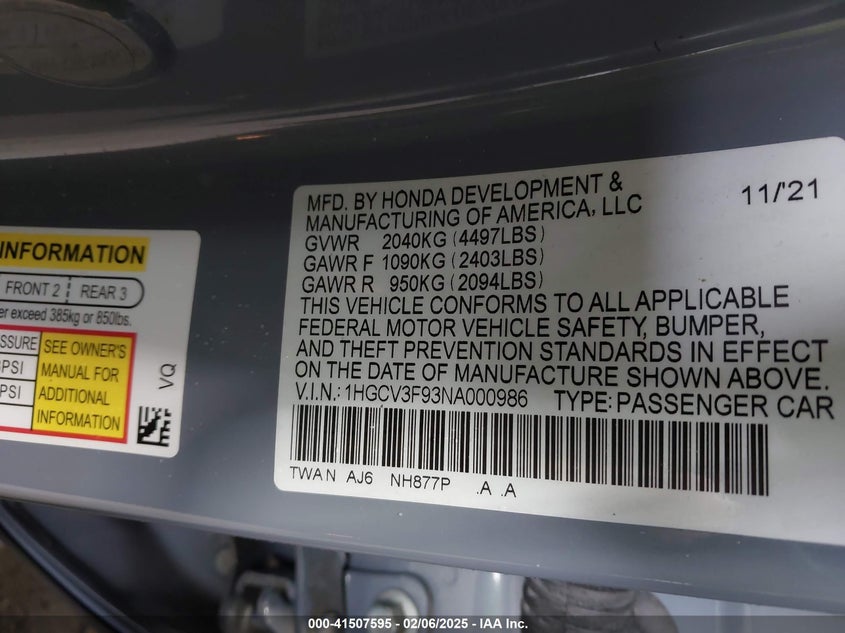 INFORMATION
FRONT 2 REAR 3
exceed 385kg or 850lbs.
SEE OWNER'S
MANUAL FOR
ADDITIONAL
INFORMATION
PSI
PSI
VQ
MFD. BY HONDA DEVELOPMENT & 11/'21
MANUFACTURING OF AMERICA, LLC
GVWR 2040KG (4497LBS)
GAWR F 1090KG (2403LBS)
GAWR R 950KG (2094LBS)
THIS VEHICLE CONFORMS TO ALL APPLICABLE
FEDERAL MOTOR VEHICLE SAFETY, BUMPER,
AND THEFT PREVENTION STANDARDS IN EFFECT
ON THE DATE OF MANUFACTURE SHOWN ABOVE.
V.I.N.: 1HGCV3F93NA000986 TYPE: PASSENGER CAR
TWA N AJ6 NH877P .A .A
000-41507595 - 02/06/2025 - IAA Inc.